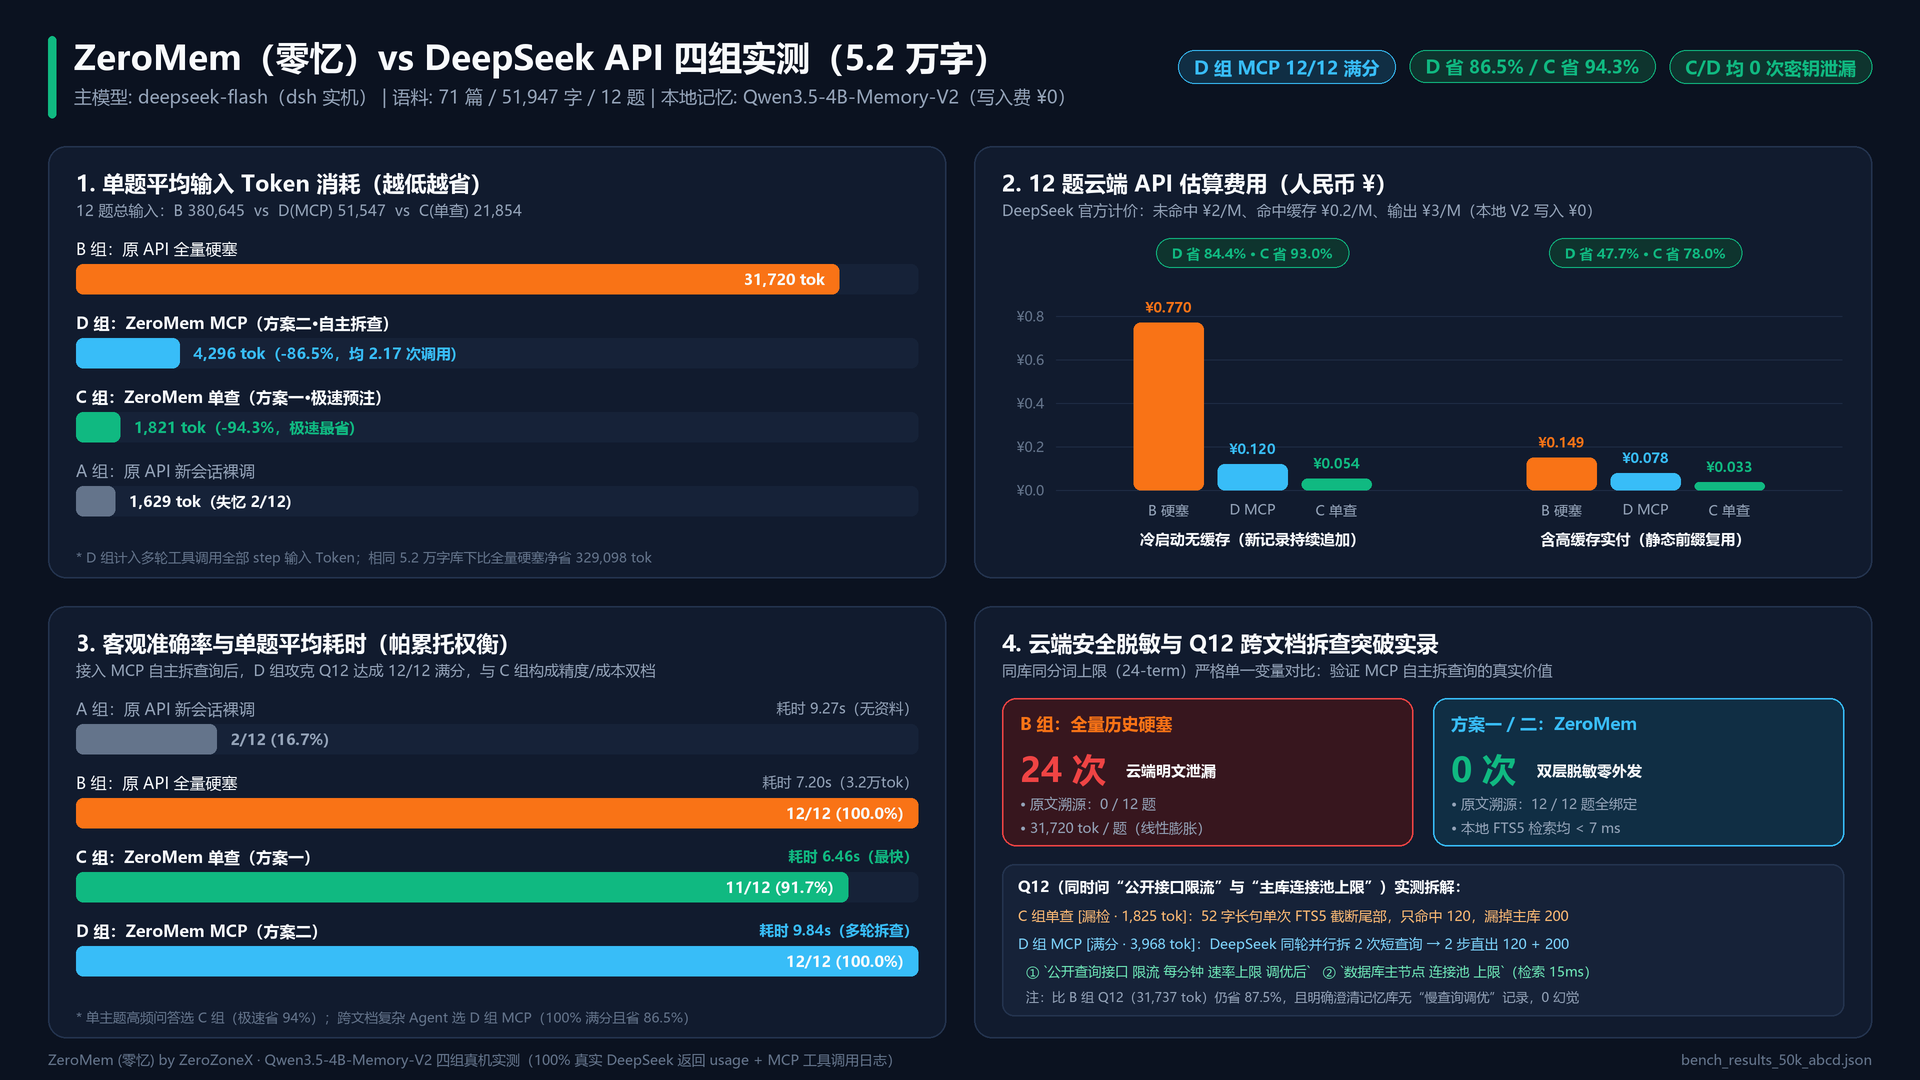 ZeroMem（零忆）vs DeepSeek API 四组实测（5.2 万字）
主模型: deepseek-flash（dsh 实机） | 语料: 71 篇 / 51,947 字 / 12 题 | 本地记忆: Qwen3.5-4B-Memory-V2（写入费 ¥0）
D 组 MCP 12/12 满分
D 省 86.5% / C 省 94.3%
C/D 均 0 次密钥泄漏
1. 单题平均输入 Token 消耗（越低越省）
12 题总输入：B 380,645 vs D(MCP) 51,547 vs C(单查) 21,854
B 组：原 API 全量硬塞
31,720 tok
D 组：ZeroMem MCP（方案二•自主拆查）
4,296 tok（-86.5%，均 2.17 次调用）
C 组：ZeroMem 单查（方案一•极速预注）
1,821 tok（-94.3%，极速最省）
A 组：原 API 新会话裸调
1,629 tok（失忆 2/12）
* D 组计入多轮工具调用全部 step 输入 Token；相同 5.2 万字库下比全量硬塞净省 329,098 tok
2. 12 题云端 API 估算费用（人民币 ¥）
DeepSeek 官方计价：未命中 ¥2/M、命中缓存 ¥0.2/M、输出 ¥3/M（本地 V2 写入 ¥0）
D 省 84.4% • C 省 93.0%
D 省 47.7% • C 省 78.0%
¥0.8
¥0.6
¥0.4
¥0.2
¥0.0
¥0.770
¥0.120
¥0.054
¥0.149
¥0.078
¥0.033
B 硬塞
D MCP
C 单查
B 硬塞
D MCP
C 单查
冷启动无缓存（新记录持续追加）
含高缓存实付（静态前缀复用）
3. 客观准确率与单题平均耗时（帕累托权衡）
接入 MCP 自主拆查询后，D 组攻克 Q12 达成 12/12 满分，与 C 组构成精度/成本双档
A 组：原 API 新会话裸调
耗时 9.27s（无资料）
2/12 (16.7%)
B 组：原 API 全量硬塞
耗时 7.20s（3.2万tok）
12/12 (100.0%)
C 组：ZeroMem 单查（方案一）
耗时 6.46s（最快）
11/12 (91.7%)
D 组：ZeroMem MCP（方案二）
耗时 9.84s（多轮拆查）
12/12 (100.0%)
* 单主题高频问答选 C 组（极速省 94%）；跨文档复杂 Agent 选 D 组 MCP（100% 满分且省 86.5%）
4. 云端安全脱敏与 Q12 跨文档拆查突破实录
同库同分词上限（24-term）严格单一变量对比：验证 MCP 自主拆查询的真实价值
B 组：全量历史硬塞
24 次 云端明文泄漏
• 原文溯源：0 / 12 题
• 31,720 tok / 题（线性膨胀）
方案一 / 二：ZeroMem
0 次 双层脱敏零外发
• 原文溯源：12 / 12 题全绑定
• 本地 FTS5 检索均 < 7 ms
Q12（同时问“公开接口限流”与“主库连接池上限”）实测拆解：
C 组单查 [漏检 · 1,825 tok]：52 字长句单次 FTS5 截断尾部，只命中 120，漏掉主库 200
D 组 MCP [满分 · 3,968 tok]：DeepSeek 同轮并行拆 2 次短查询 → 2 步直出 120 + 200
① `公开查询接口 限流 每分钟 速率上限 调优后` ② `数据库主节点 连接池 上限`（检索 15ms）
注：比 B 组 Q12（31,737 tok）仍省 87.5%，且明确澄清记忆库无“慢查询调优”记录，0 幻觉
ZeroMem (零忆) by ZeroZoneX · Qwen3.5-4B-Memory-V2 四组真机实测（100% 真实 DeepSeek 返回 usage + MCP 工具调用日志）
bench_results_50k_abcd.json